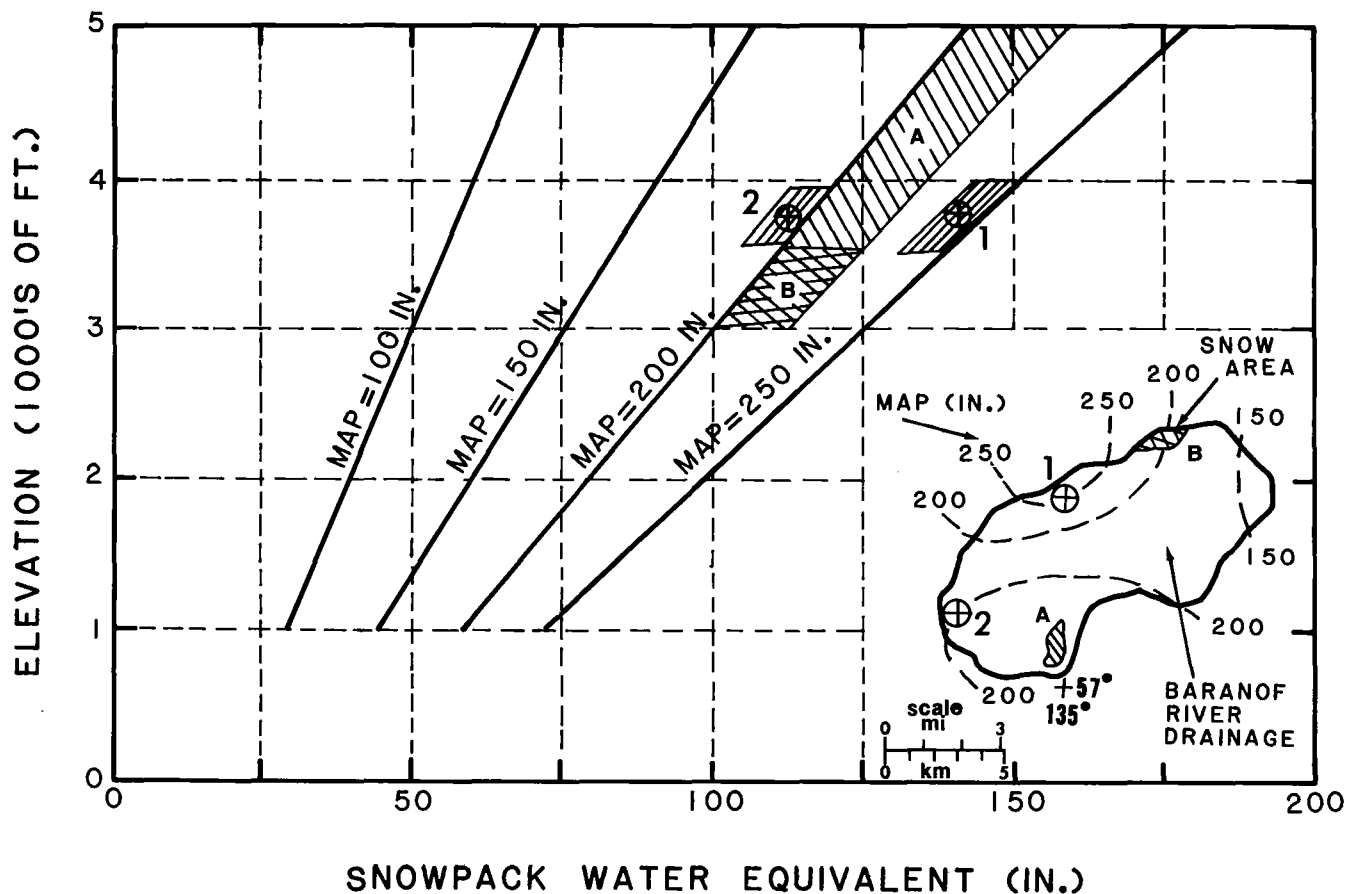 ELEVATION (1000'S OF FT.)
5
4
3
2
1
0
MAP=100 IN.
MAP=150 IN.
MAP=200 IN.
MAP=250 IN.
A
B
2
1
SNOW
AREA
MAP (IN.)
200
250
150
250
1
B
200
150
2
A
200
200
+57°
135°
BARANOF
RIVER
DRAINAGE
scale
0 mi 3
0 km 5
0 50 100 150 200
SNOWPACK WATER EQUIVALENT (IN.)